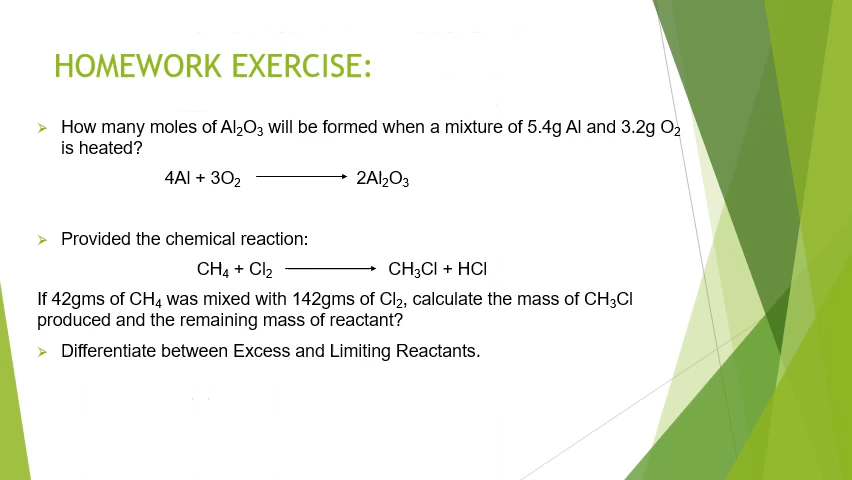 HOMEWORK EXERCISE:
➢ How many moles of Al₂O₃ will be formed when a mixture of 5.4g Al and 3.2g O₂
is heated?
4Al + 3O₂ ⟶ 2Al₂O₃
➢ Provided the chemical reaction:
CH₄ + Cl₂ ⟶ CH₃Cl + HCl
If 42gms of CH₄ was mixed with 142gms of Cl₂, calculate the mass of CH₃Cl
produced and the remaining mass of reactant?
➢ Differentiate between Excess and Limiting Reactants.